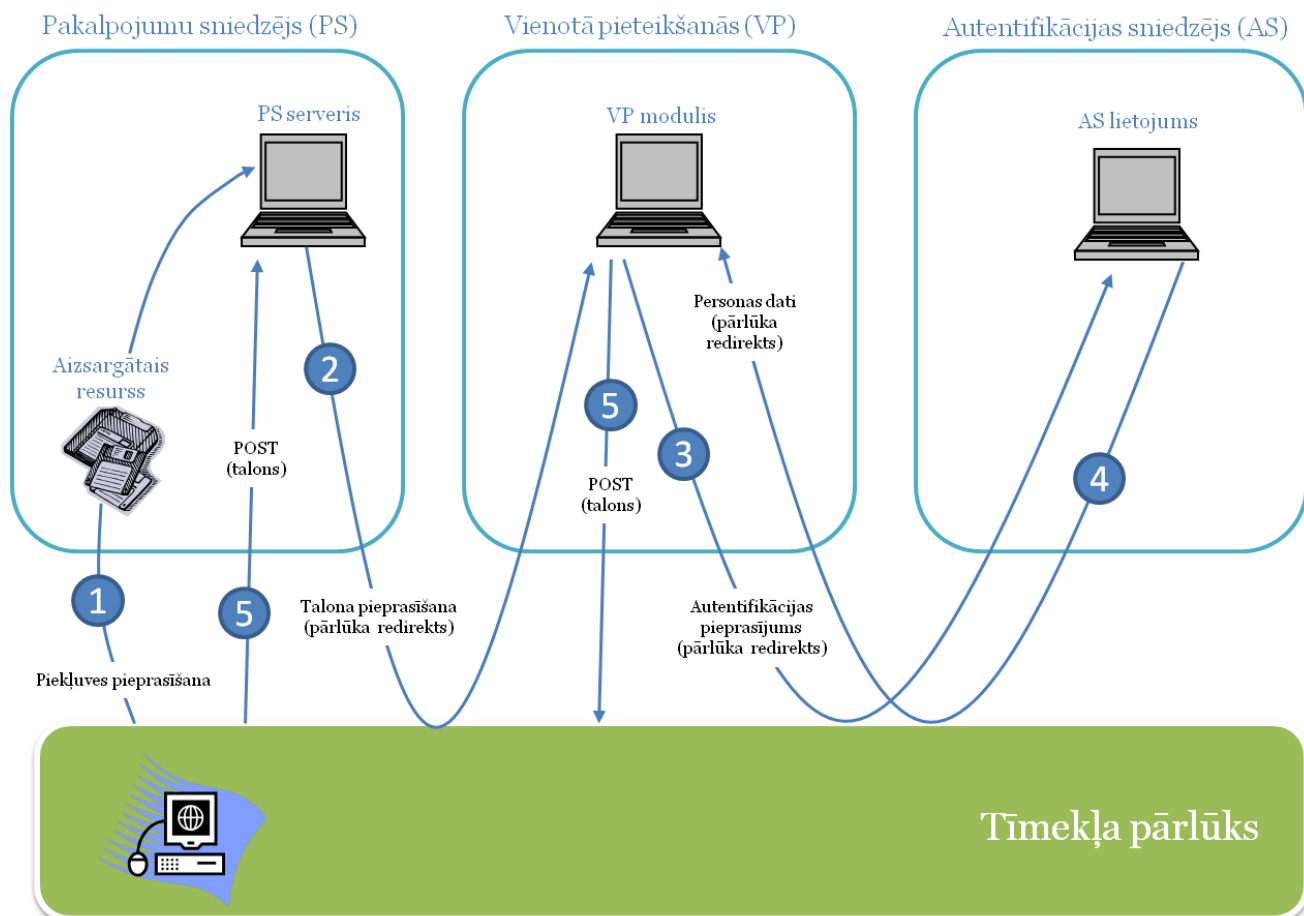 Pakalpojumu sniedzējs (PS)
Vienotā pieteikšanās (VP)
Autentifikācijas sniedzējs (AS)
PS serveris
VP modulis
AS lietojums
Aizsargātais
resurss
POST
(talons)
2
Personas dati
(pārlūka
redirekts)
5
3
POST
(talons)
4
1
5
Talona pieprasīšana
(pārlūka redirekts)
Autentifikācijas
pieprasījums
(pārlūka redirekts)
Piekļuves pieprasīšana
Tīmekļa pārlūks